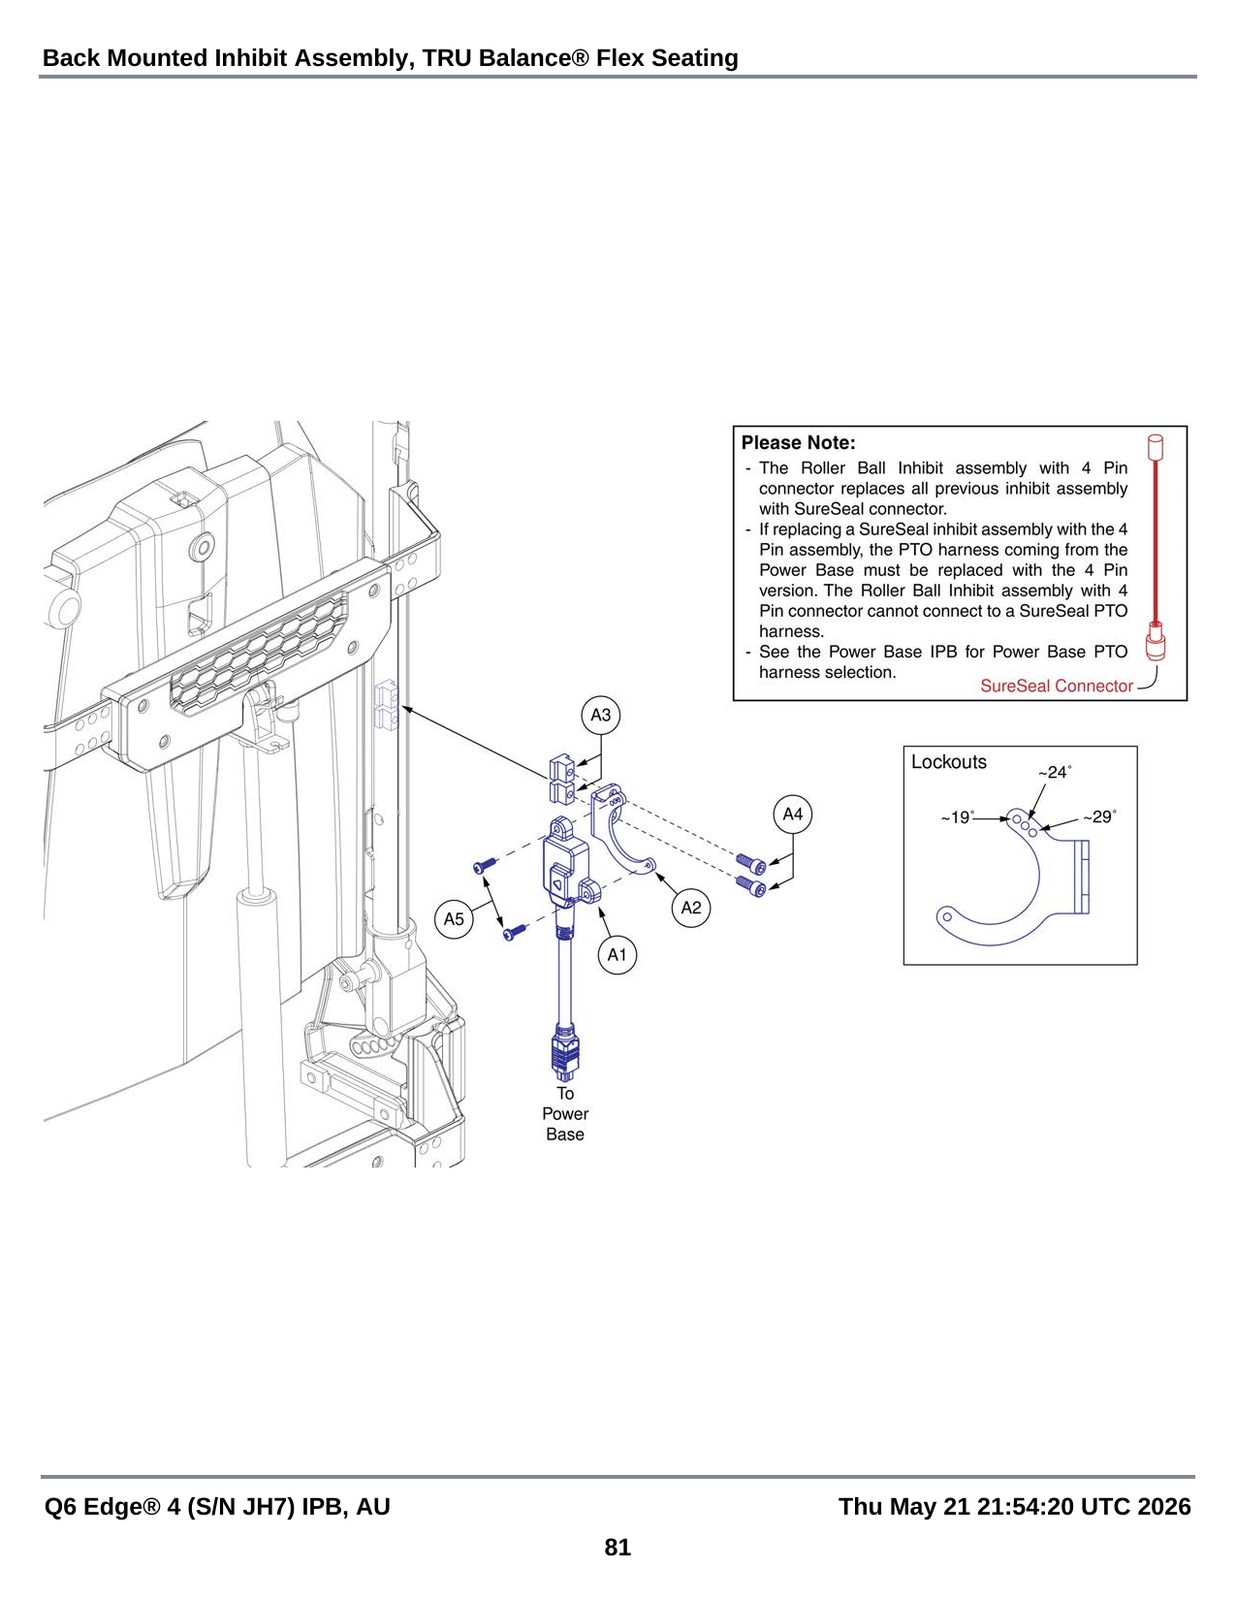 Back Mounted Inhibit Assembly, TRU Balance® Flex Seating
Please Note:
- The Roller Ball Inhibit assembly with 4 Pin
connector replaces all previous inhibit assembly
with SureSeal connector.
- If replacing a SureSeal inhibit assembly with the 4
Pin assembly, the PTO harness coming from the
Power Base must be replaced with the 4 Pin
version. The Roller Ball Inhibit assembly with 4
Pin connector cannot connect to a SureSeal PTO
harness.
- See the Power Base IPB for Power Base PTO
harness selection.
SureSeal Connector
A3
Lockouts
~24°
~19°
~29°
A4
A5
A2
A1
To
Power
Base
Q6 Edge® 4 (S/N JH7) IPB, AU
Thu May 21 21:54:20 UTC 2026
81